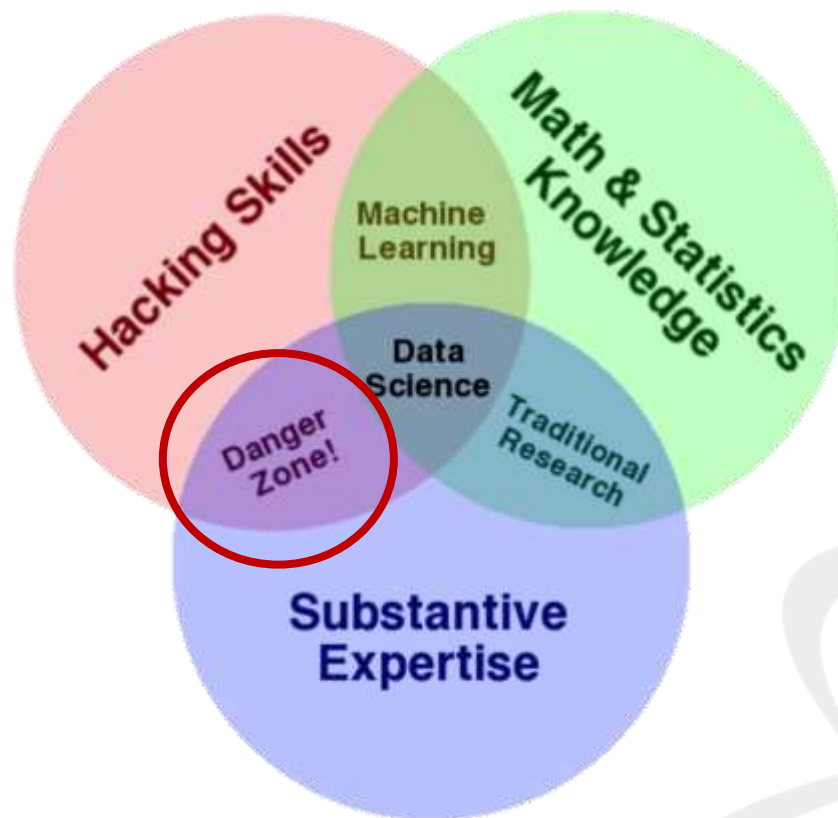 Hacking Skills
Math & Statistics
Knowledge
Machine
Learning
Data
Science
Danger
Zone!
Traditional
Research
Substantive
Expertise